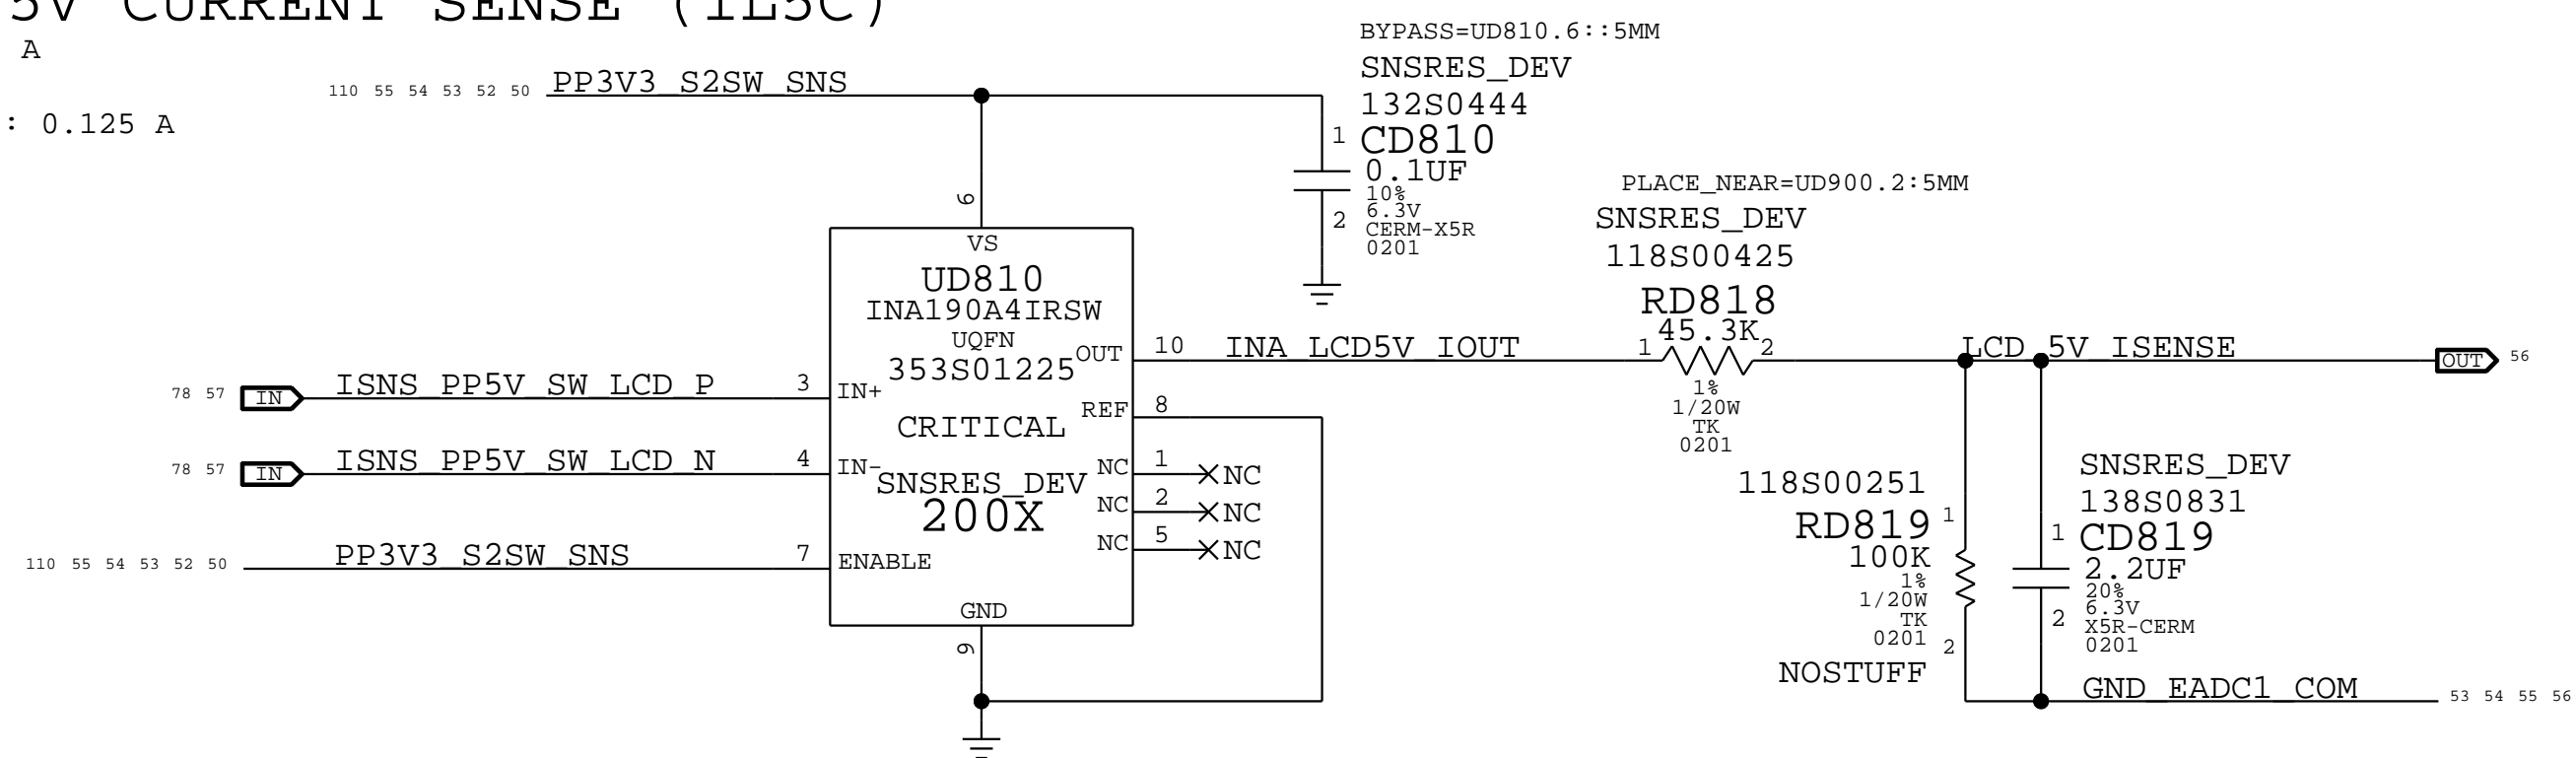 5V CURRENT SENSE (IL5C)
A
: 0.125 A
110 55 54 53 52 50 PP3V3_S2SW_SNS
BYPASS=UD810.6::5MM
SNSRES_DEV
132S0444
1 CD810
0.1UF
10%
6.3V
2 CERM-X5R
0201
6
VS
UD810
INA190A4IRSW
UQFN
353S01225
CRITICAL
SNSRES_DEV
200X
GND
9
78 57 IN ISNS_PP5V_SW_LCD_P 3 IN+
78 57 IN ISNS_PP5V_SW_LCD_N 4 IN-
110 55 54 53 52 50 PP3V3_S2SW_SNS 7 ENABLE
OUT 10 INA_LCD5V_IOUT
REF 8
NC 1 NC
NC 2 NC
NC 5 NC
PLACE_NEAR=UD900.2:5MM
SNSRES_DEV
118S00425
RD818
45.3K
1 2
1%
1/20W
TK
0201
LCD_5V_ISENSE OUT 56
118S00251
RD819 1
100K
1%
1/20W
TK
0201 2
NOSTUFF
SNSRES_DEV
138S0831
1 CD819
2.2UF
20%
6.3V
2 X5R-CERM
0201
GND_EADC1_COM 53 54 55 56